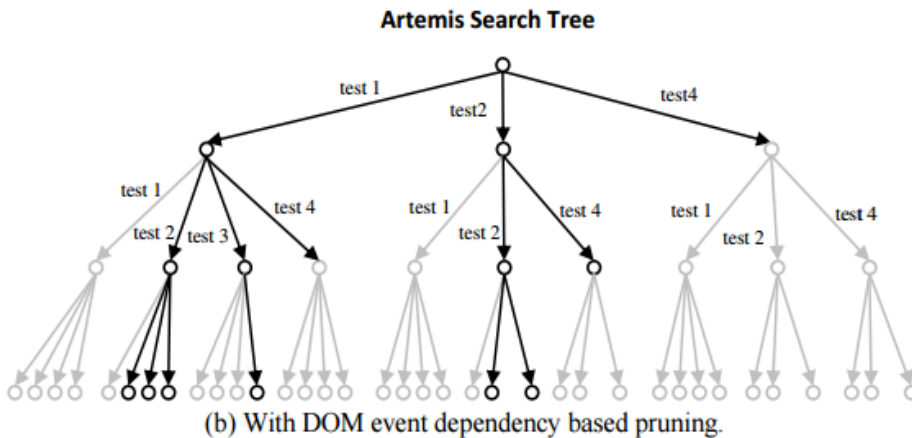 Artemis Search Tree
test 1
test2
test4
test 1
test 2
test 3
test 4
test 1
test 2
test 4
test 1
test 2
test 4
(b) With DOM event dependency based pruning.